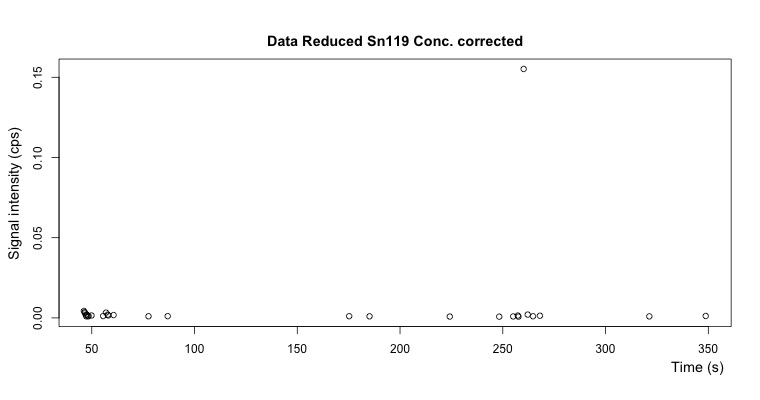 Data Reduced Sn119 Conc. corrected
Signal intensity (cps)
0.15
0.10
0.05
0.00
50 100 150 200 250 300 350
Time (s)